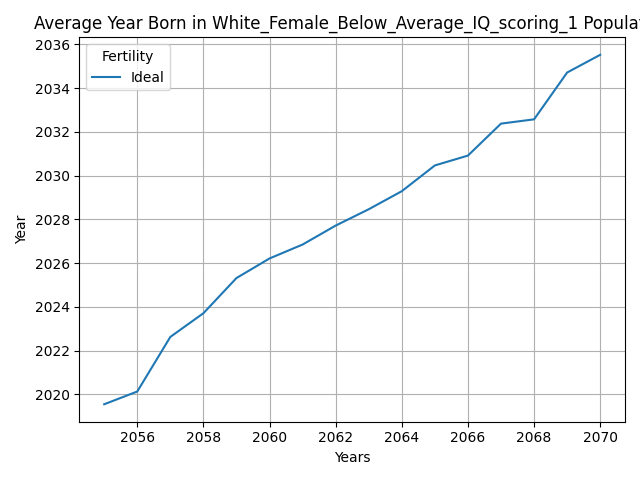 Average Year Born in White_Female_Below_Average_IQ_scoring_1 Populat
Fertility
Ideal
2036
2034
2032
2030
2028
2026
2024
2022
2020
Year
2056 2058 2060 2062 2064 2066 2068 2070
Years